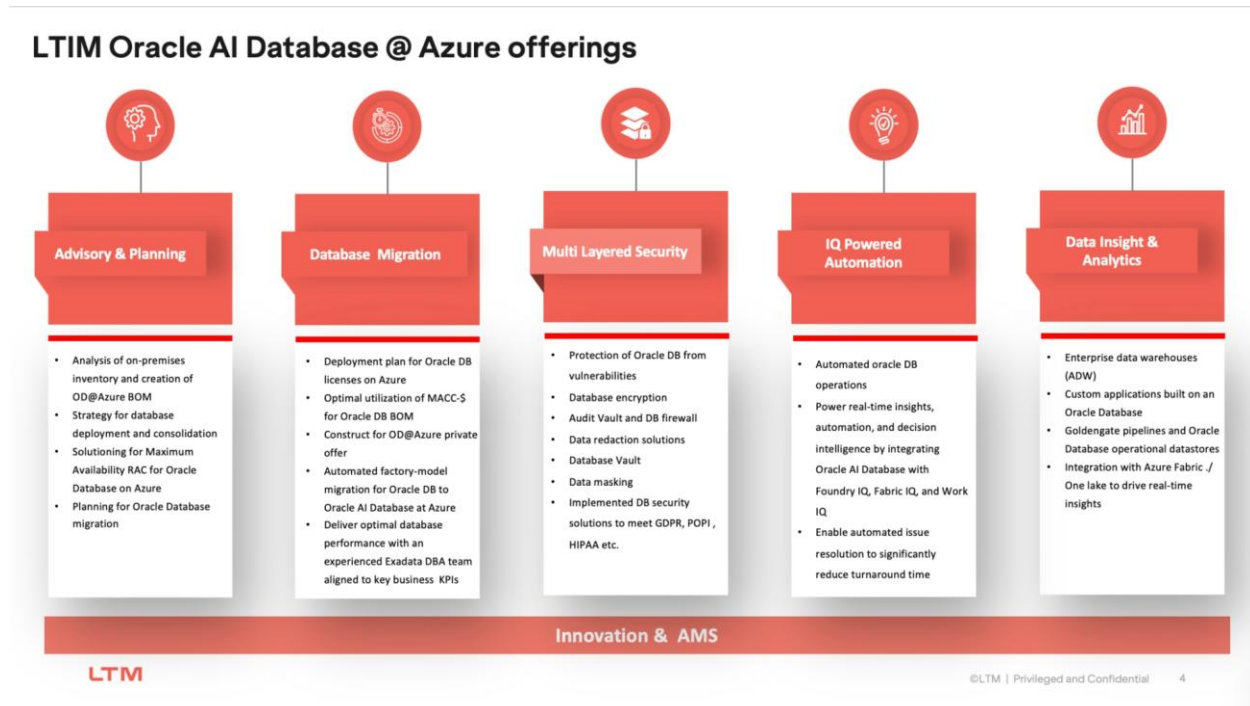 LTIM Oracle AI Database @ Azure offerings
Advisory & Planning
• Analysis of on-premises
inventory and creation of
OD@Azure BOM
• Strategy for database
deployment and consolidation
• Solutioning for Maximum
Availability RAC for Oracle
Database on Azure
• Planning for Oracle Database
migration
Database Migration
• Deployment plan for Oracle DB
licenses on Azure
• Optimal utilization of MACC-$
for Oracle DB BOM
• Construct for OD@Azure private
offer
• Automated factory-model
migration for Oracle DB to
Oracle AI Database at Azure
• Deliver optimal database
performance with an
experienced Exadata DBA team
aligned to key business KPIs
Multi Layered Security
• Protection of Oracle DB from
vulnerabilities
• Database encryption
• Audit Vault and DB firewall
• Data redaction solutions
• Database Vault
• Data masking
• Implemented DB security
solutions to meet GDPR, POPI ,
HIPAA etc.
IQ Powered
Automation
• Automated oracle DB
operations
• Power real-time insights,
automation, and decision
intelligence by integrating
Oracle AI Database with
Foundry IQ, Fabric IQ, and Work
IQ
• Enable automated issue
resolution to significantly
reduce turnaround time
Data Insight &
Analytics
• Enterprise data warehouses
(ADW)
• Custom applications built on an
Oracle Database
• Goldengate pipelines and Oracle
Database operational datastores
• Integration with Azure Fabric ./
One lake to drive real-time
insights
Innovation & AMS
LTM
©LTM | Privileged and Confidential 4